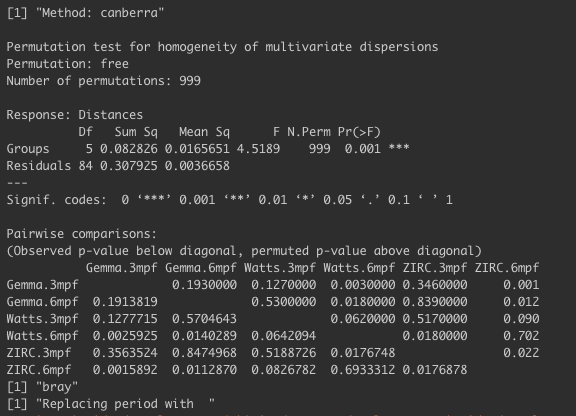 [1] "Method: canberra"
Permutation test for homogeneity of multivariate dispersions
Permutation: free
Number of permutations: 999
Response: Distances
Df Sum Sq Mean Sq F N.Perm Pr(>F)
Groups 5 0.082826 0.0165651 4.5189 999 0.001 ***
Residuals 84 0.307925 0.0036658
---
Signif. codes: 0 ‘***’ 0.001 ‘**’ 0.01 ‘*’ 0.05 ‘.’ 0.1 ‘ ’ 1
Pairwise comparisons:
(Observed p-value below diagonal, permuted p-value above diagonal)
Gemma.3mpf Gemma.6mpf Watts.3mpf Watts.6mpf ZIRC.3mpf ZIRC.6mpf
Gemma.3mpf 0.1930000 0.1270000 0.0030000 0.3460000 0.001
Gemma.6mpf 0.1913819 0.5300000 0.0180000 0.8390000 0.012
Watts.3mpf 0.1277715 0.5704643 0.0620000 0.5170000 0.090
Watts.6mpf 0.0025925 0.0140289 0.0642094 0.0180000 0.702
ZIRC.3mpf 0.3563524 0.8474968 0.5188726 0.0176748 0.022
ZIRC.6mpf 0.0015892 0.0112870 0.0826782 0.6933312 0.0176878
[1] "bray"
[1] "Replacing period with  "